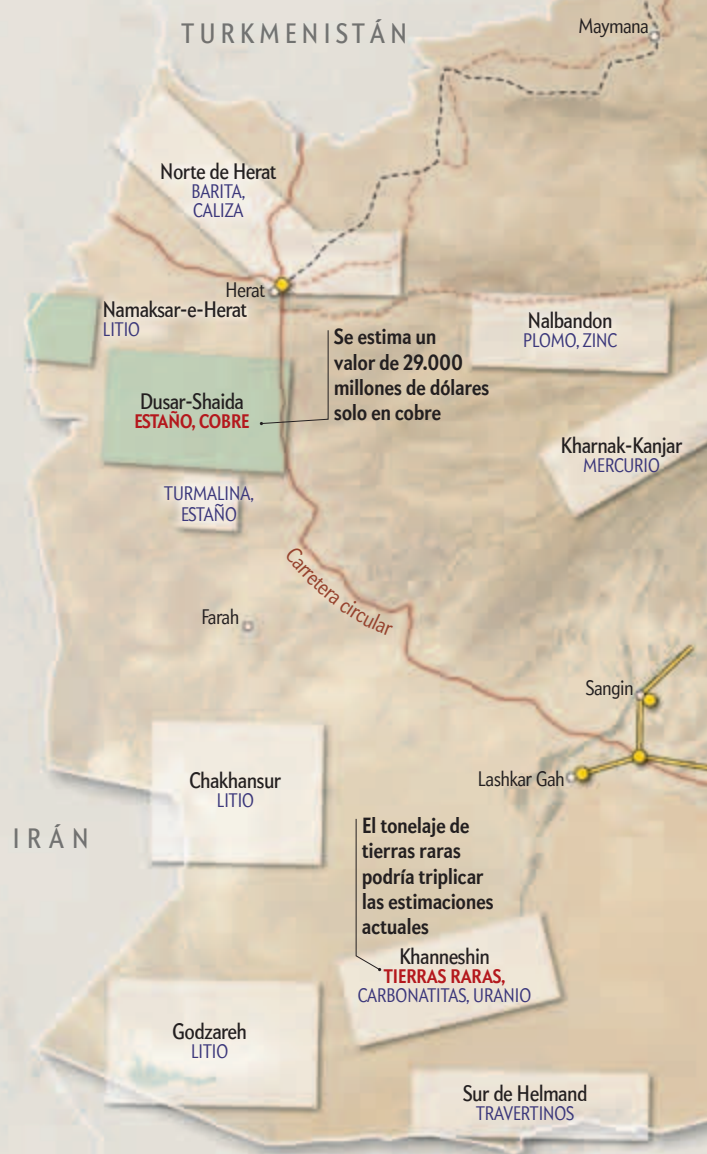 TURKMENISTÁN
Maymana
Norte de Herat
BARITA,
CALIZA
Herat
Namaksar-e-Herat
LITIO
Se estima un
valor de 29.000
millones de dólares
solo en cobre
Nalbandon
PLOMO, ZINC
Dusar-Shaida
ESTAÑO, COBRE
Kharnak-Kanjar
MERCURIO
TURMALINA,
ESTAÑO
Carretera circular
Farah
Sangin
Lashkar Gah
Chakhansur
LITIO
IRÁN
El tonelaje de
tierras raras
podría triplicar
las estimaciones
actuales
Khanneshin
TIERRAS RARAS,
CARBONATITAS, URANIO
Godzareh
LITIO
Sur de Helmand
TRAVERTINOS